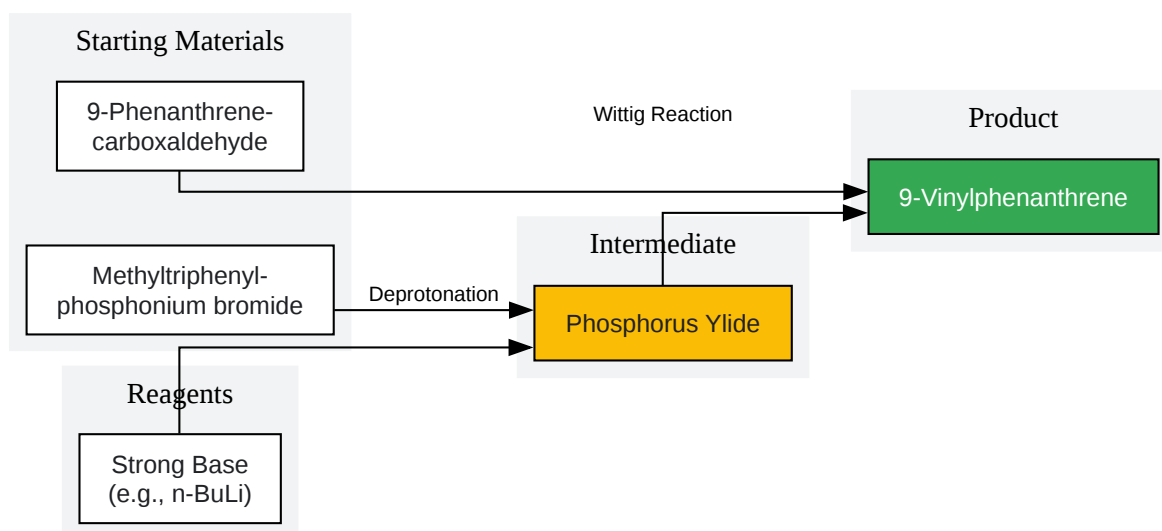 Starting Materials
9-Phenanthrene-
carboxaldehyde
Wittig Reaction
Product
9-Vinylphenanthrene
Methyltriphenyl-
phosphonium bromide
Deprotonation
Intermediate
Phosphorus Ylide
Reagents
Strong Base
(e.g., n-BuLi)